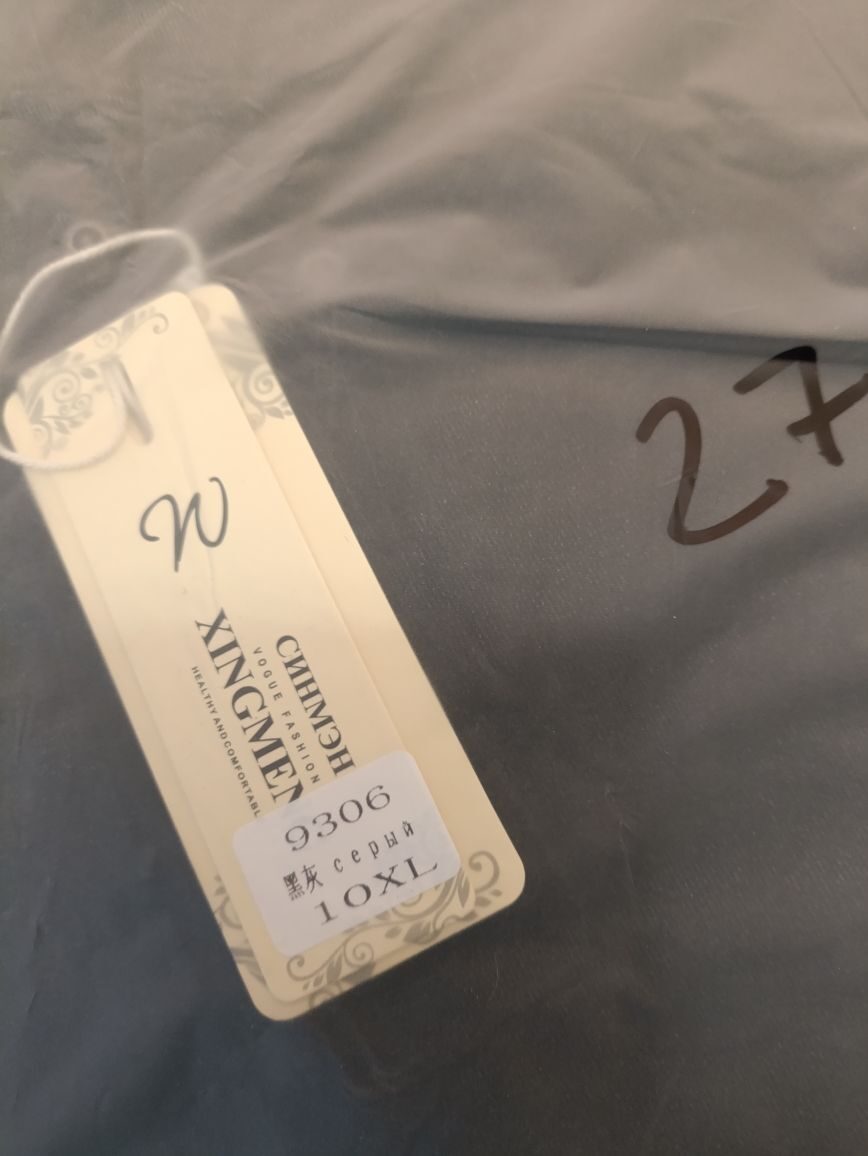 W
XINGMEN
HEALTHY AND COMFORTABL
СИНМЭН
VOGUE FASHION
9306
黑灰 серый
10XL
27